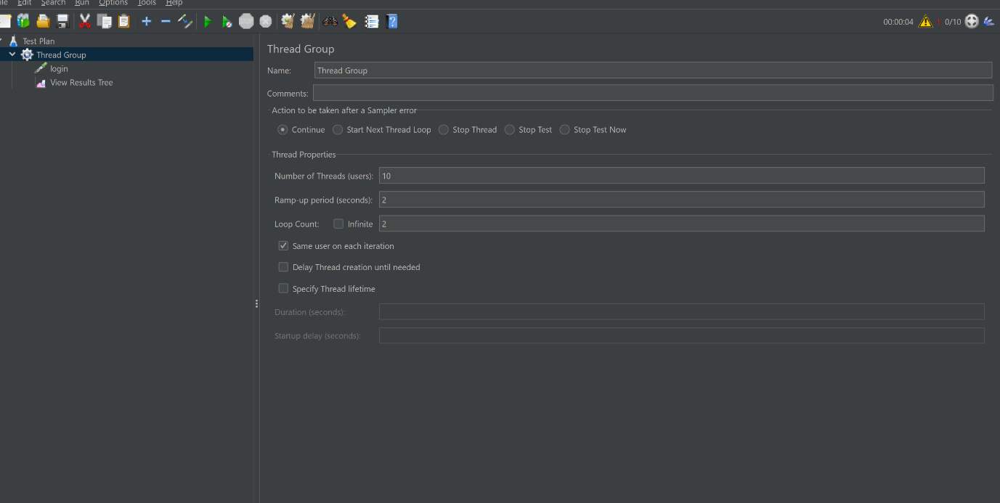 ile Edit Search Run Options Tools Help
00:00:04 1 0/10
Test Plan
Thread Group
login
View Results Tree
Thread Group
Name: Thread Group
Comments:
Action to be taken after a Sampler error
Continue Start Next Thread Loop Stop Thread Stop Test Stop Test Now
Thread Properties
Number of Threads (users): 10
Ramp-up period (seconds): 2
Loop Count: Infinite 2
Same user on each iteration
Delay Thread creation until needed
Specify Thread lifetime
Duration (seconds):
Startup delay (seconds):